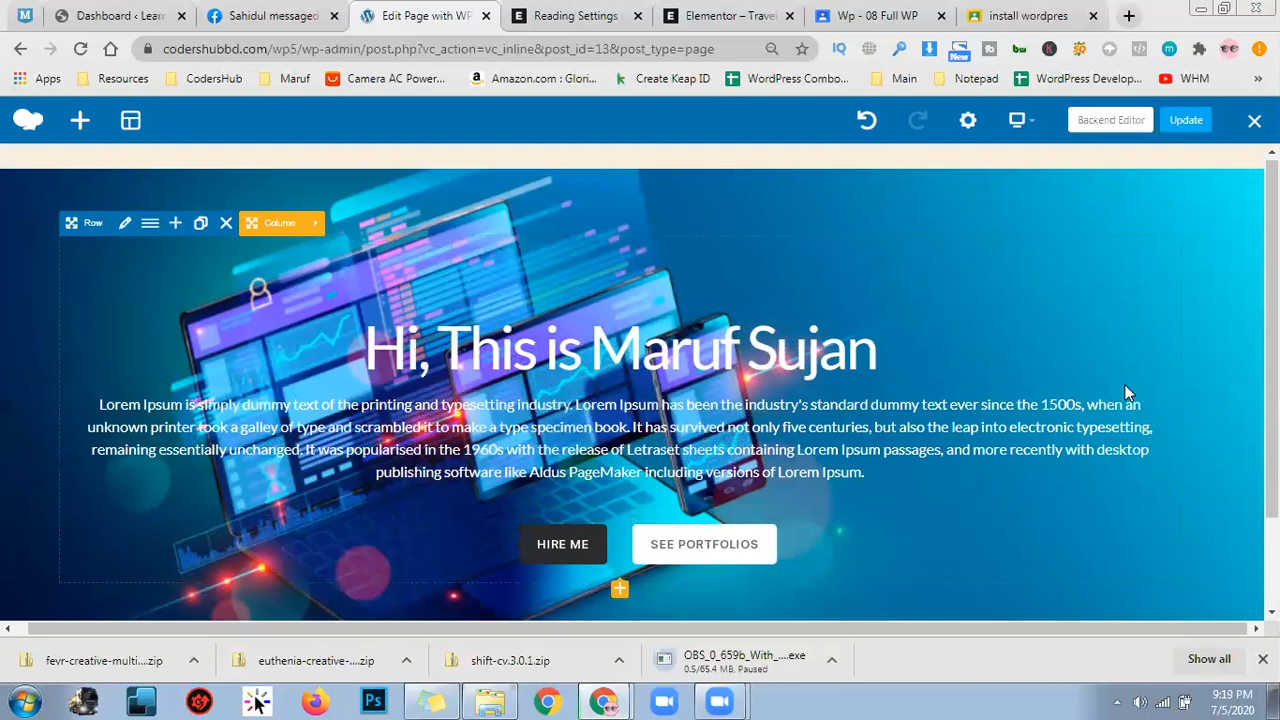 Dashboard ‹ Lear
Sahidul messaged
Edit Page with WP
Reading Settings
Elementor – Trave
Wp - 08 Full WP
install wordpres
codershubbd.com/wp5/wp-admin/post.php?vc_action=vc_inline&post_id=13&post_type=page
New
Apps
Resources
CodersHub
Maruf
Camera AC Powe...
Amazon.com : Glori...
Create Keap ID
WordPress Combo...
Main
Notepad
WordPress Develop...
WHM
»
Backend Editor
Update
Row
Column
Hi, This is Maruf Sujan
Lorem Ipsum is simply dummy text of the printing and typesetting industry. Lorem Ipsum has been the industry's standard dummy text ever since the 1500s, when an
unknown printer took a galley of type and scrambled it to make a type specimen book. It has survived not only five centuries, but also the leap into electronic typesetting,
remaining essentially unchanged. It was popularised in the 1960s with the release of Letraset sheets containing Lorem Ipsum passages, and more recently with desktop
publishing software like Aldus PageMaker including versions of Lorem Ipsum.
HIRE ME
SEE PORTFOLIOS
fevr-creative-multi....zip
euthenia-creative-....zip
shift-cv.3.0.1.zip
OBS_0_659b_With_....exe
0.5/65.4 MB, Paused
Show all
Ps
9:19 PM
7/5/2020